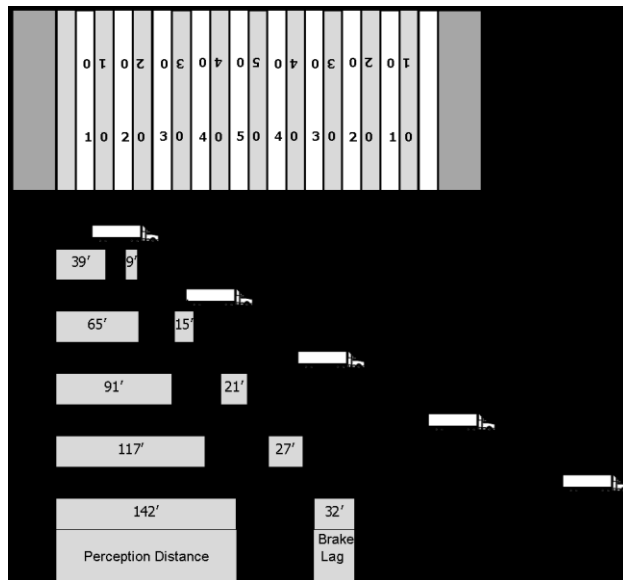 0 1 0 2 0 3 0 4 0 5 0 4 0 3 0 2 0 1
1 0 2 0 3 0 4 0 5 0 4 0 3 0 2 0 1 0
39′ 9′
65′ 15′
91′ 21′
117′ 27′
142′ 32′
Perception Distance
Brake
Lag